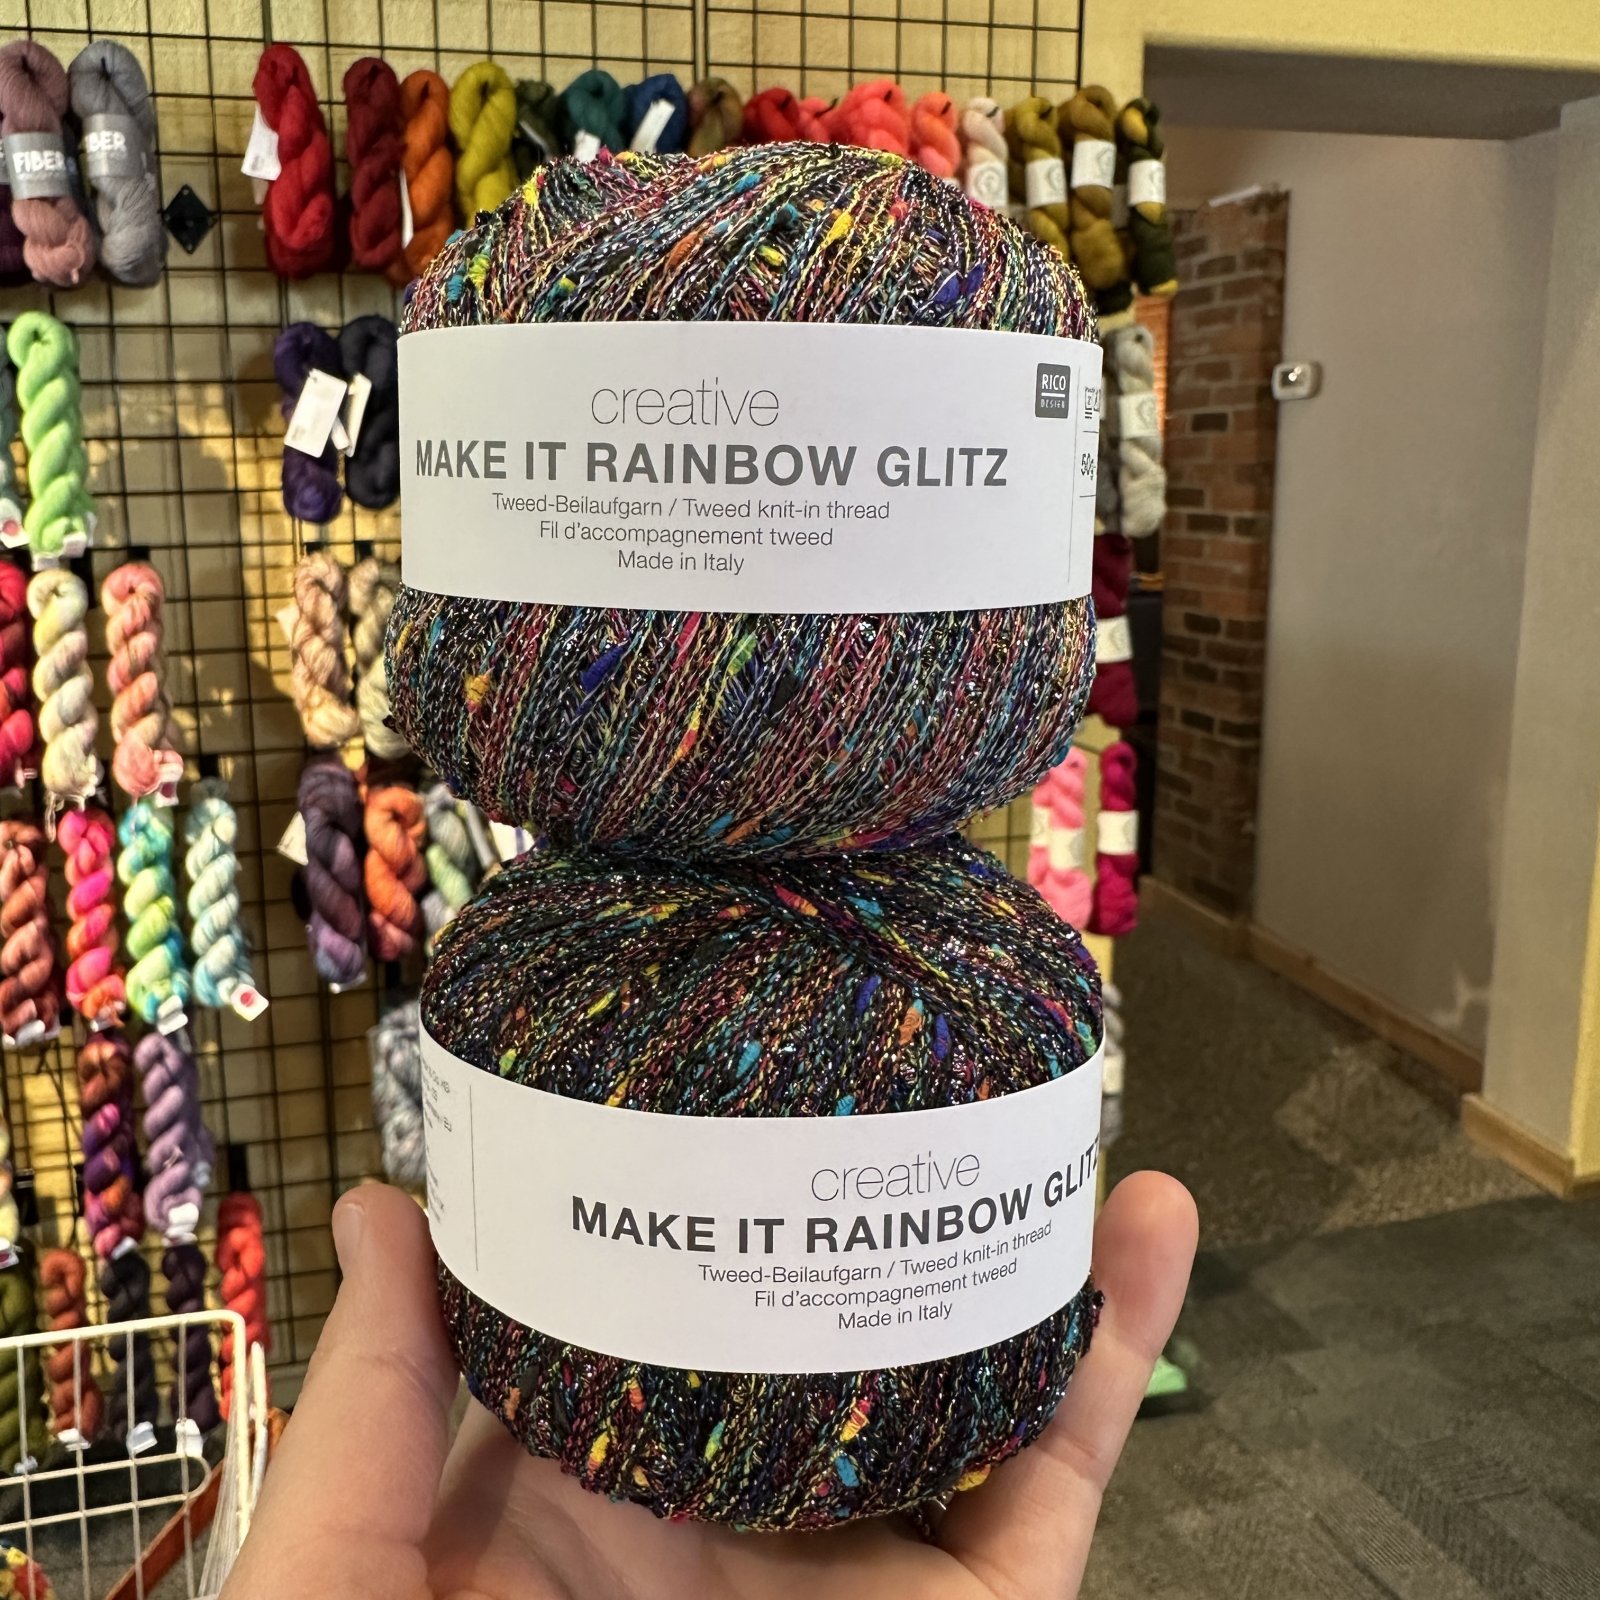 FIBER
creative
RICO
DESIGN
MAKE IT RAINBOW GLITZ
Tweed-Beilaufgarn / Tweed knit-in thread
Fil d'accompagnement tweed
Made in Italy
creative
MAKE IT RAINBOW GLITZ
Tweed-Beilaufgarn / Tweed knit-in thread
Fil d'accompagnement tweed
Made in Italy